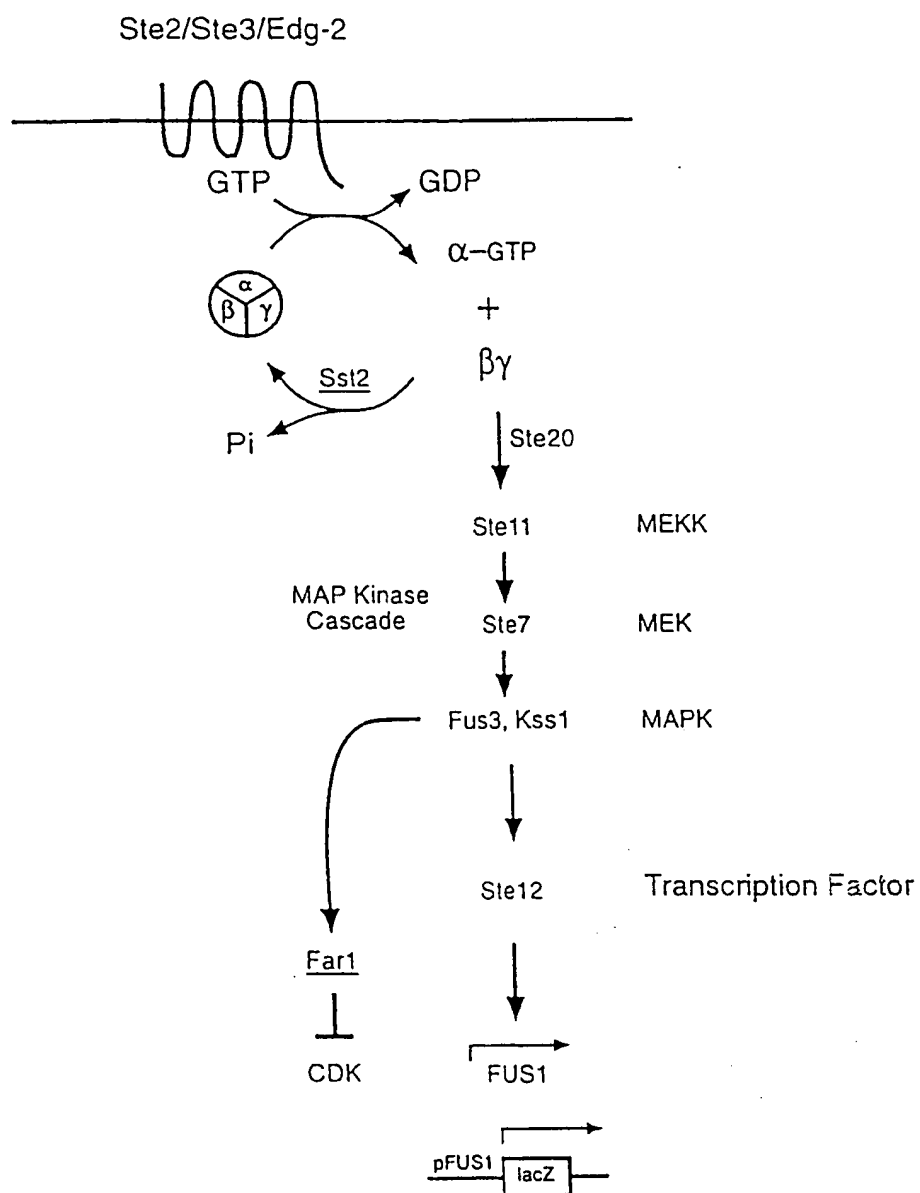 Ste2/Ste3/Edg-2
GTP
GDP
α–GTP
α
β
γ
+
βγ
Sst2
Pi
Ste20
Ste11
MEKK
MAP Kinase
Cascade
Ste7
MEK
Fus3, Kss1
MAPK
Ste12
Transcription Factor
Far1
CDK
FUS1
pFUS1
lacZ